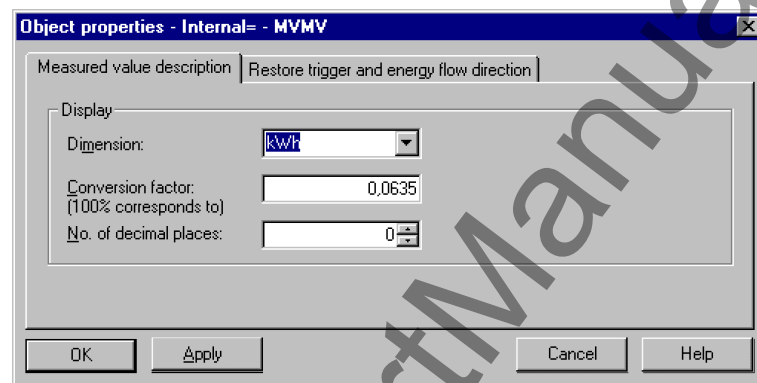 Object properties - Internal= - MVMV
Measured value description
Restore trigger and energy flow direction
Display
Dimension:
kWh
Conversion factor:
(100% corresponds to)
0,0635
No. of decimal places:
0
OK
Apply
Cancel
Help